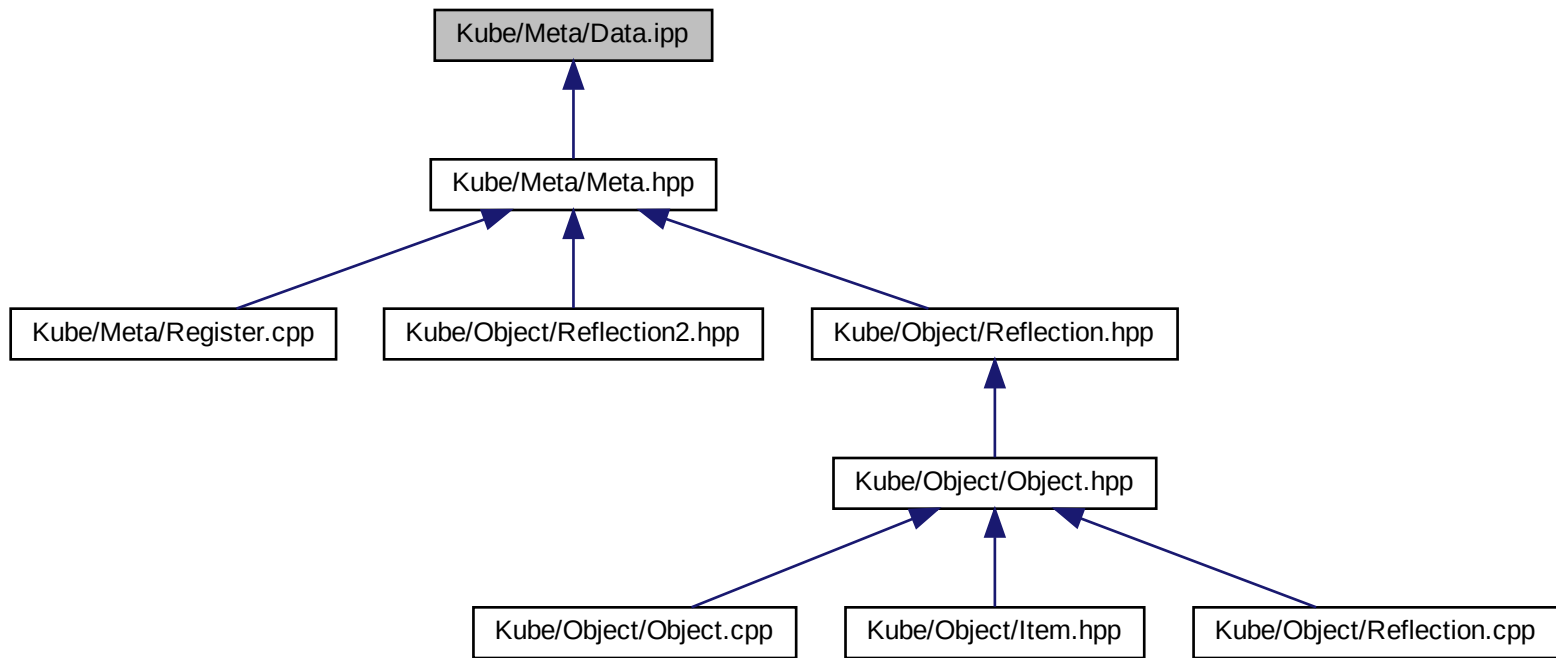 Kube/Meta/Data.ipp
Kube/Meta/Meta.hpp
Kube/Meta/Register.cpp
Kube/Object/Reflection2.hpp
Kube/Object/Reflection.hpp
Kube/Object/Object.hpp
Kube/Object/Object.cpp
Kube/Object/Item.hpp
Kube/Object/Reflection.cpp